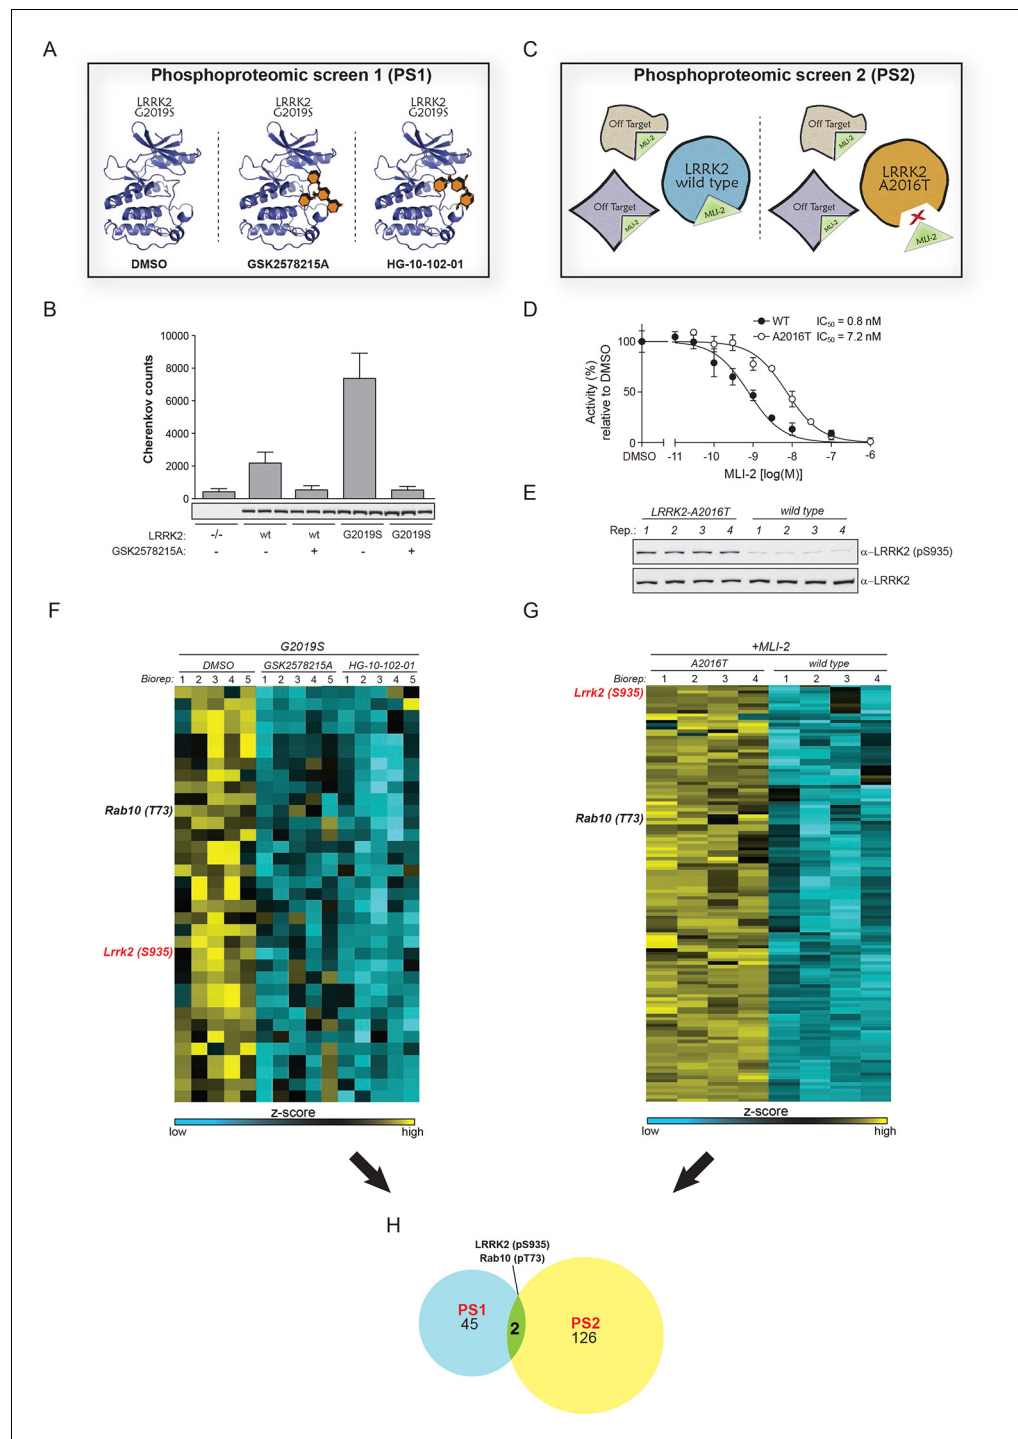 A
Phosphoproteomic screen 1 (PS1)
LRRK2
G2019S
LRRK2
G2019S
LRRK2
G2019S
DMSO
GSK2578215A
HG-10-102-01
C
Phosphoproteomic screen 2 (PS2)
Off Target
MLI-2
Off Target
MLI-2
LRRK2
wild type
MLI-2
Off Target
MLI-2
Off Target
MLI-2
LRRK2
A2016T
X
MLI-2
B
Cherenkov counts
10000
8000
6000
4000
2000
0
LRRK2: -/- wt wt G2019S G2019S
GSK2578215A: - - + - +
D
WT IC50 = 0.8 nM
A2016T IC50 = 7.2 nM
Activity (%)
relative to DMSO
100
50
0
DMSO -11 -10 -9 -8 -7 -6
MLI-2 [log(M)]
E
LRRK2-A2016T wild type
Rep.: 1 2 3 4 1 2 3 4
α–LRRK2 (pS935)
α–LRRK2
F
G2019S
DMSO GSK2578215A HG-10-102-01
Biorep: 1 2 3 4 5 1 2 3 4 5 1 2 3 4 5
Rab10 (T73)
Lrrk2 (S935)
z-score
low high
G
+MLI-2
A2016T wild type
Biorep: 1 2 3 4 1 2 3 4
Lrrk2 (S935)
Rab10 (T73)
z-score
low high
H
LRRK2 (pS935)
Rab10 (pT73)
PS1
45
2
PS2
126